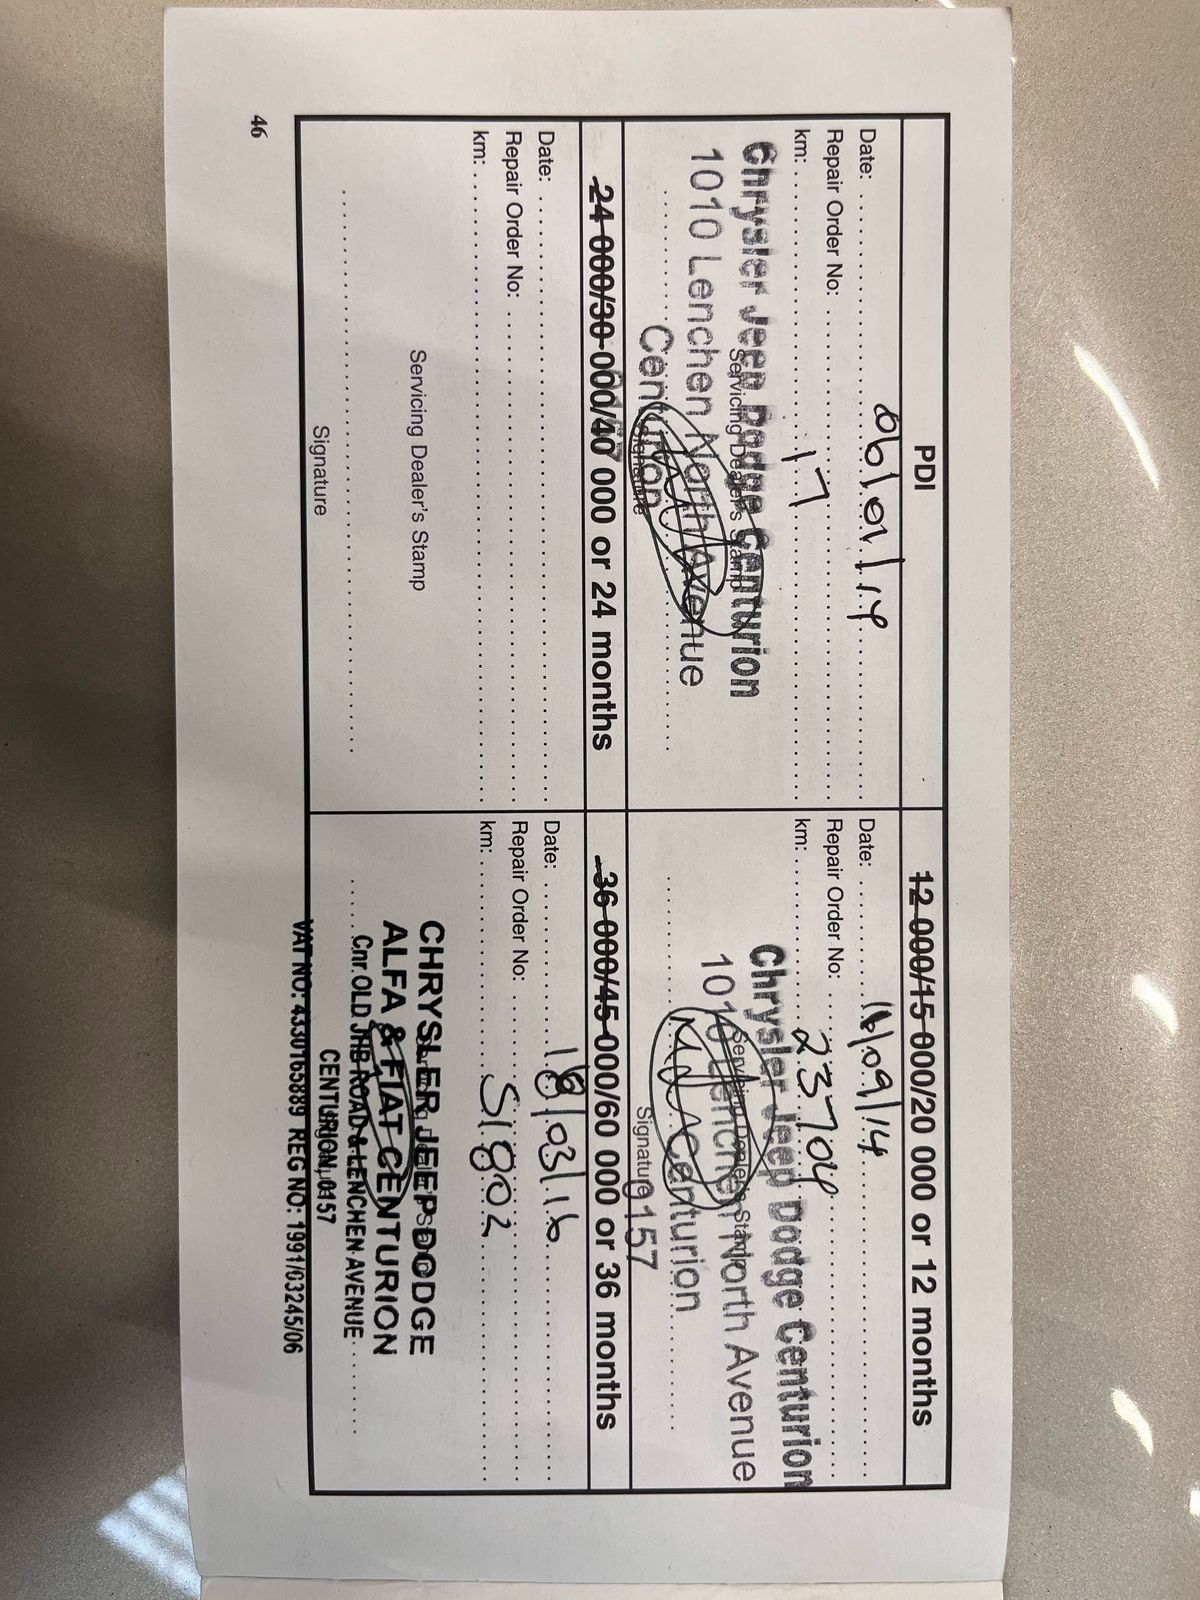 PDI
Date: 06/01/14
Repair Order No:
km: 17
Servicing Dealer's Stamp
Chrysler Jeep Dodge Centurion
1010 Lenchen North Avenue
Centurion
0157
Signature
12 000/15 000/20 000 or 12 months
Date: 16/09/14
Repair Order No:
km: 23704
Servicing Dealer's Stamp
Chrysler Jeep Dodge Centurion
1010 Lenchen North Avenue
Centurion
0157
Signature
24 000/30 000/40 000 or 24 months
Date:
Repair Order No:
km:
Servicing Dealer's Stamp
Signature
36 000/45 000/60 000 or 36 months
Date: 18/03/16
Repair Order No:
km: 51802
CHRYSLER JEEP DODGE
ALFA & FIAT CENTURION
Cnr.OLD JHB ROAD & LENCHEN AVENUE
CENTURION, 0157
VAT NO: 4330165889 REG NO: 1991/03245/06
46